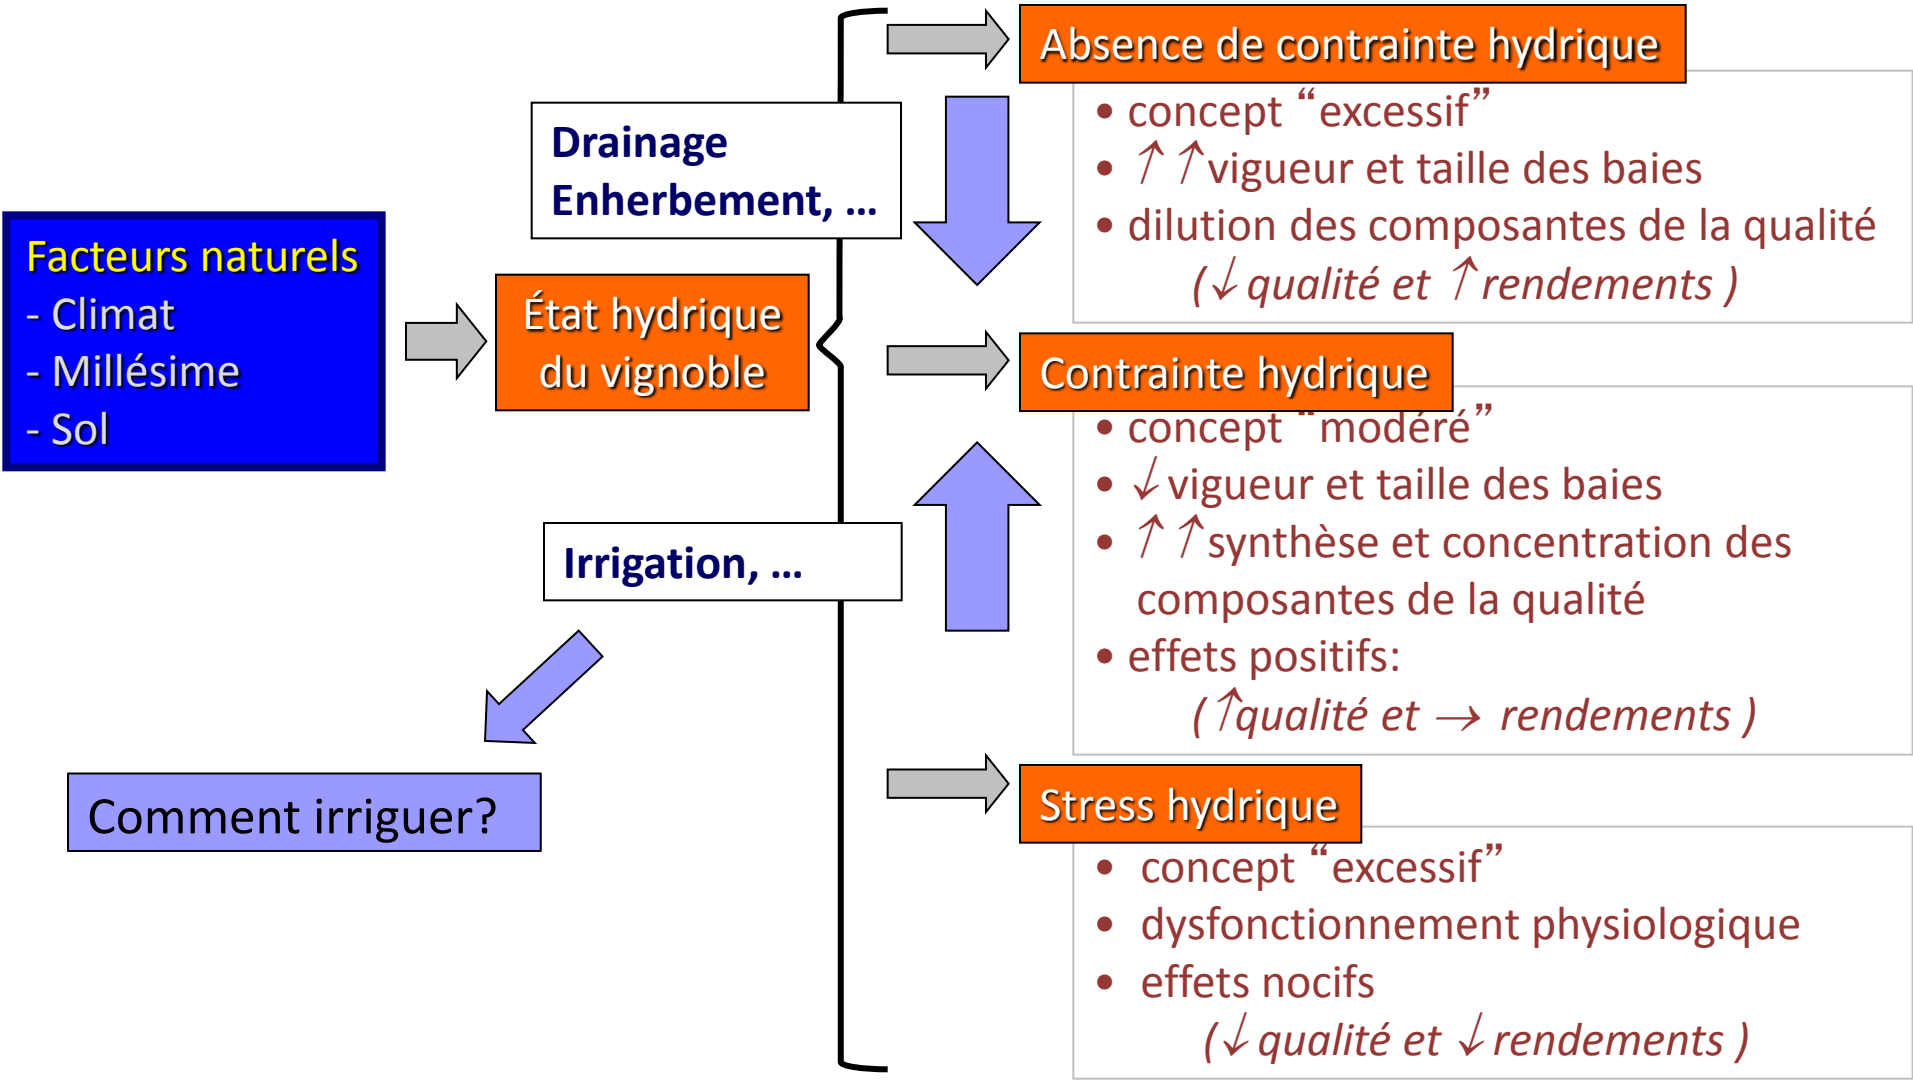 Facteurs naturels
- Climat
- Millésime
- Sol
État hydrique
du vignoble
Drainage
Enherbement, ...
Irrigation, ...
Comment irriguer?
Absence de contrainte hydrique
• concept “excessif”
• ↑↑vigueur et taille des baies
• dilution des composantes de la qualité
(↓qualité et ↑rendements )
Contrainte hydrique
• concept “modéré”
• ↓vigueur et taille des baies
• ↑↑synthèse et concentration des
composantes de la qualité
• effets positifs:
(↑qualité et → rendements )
Stress hydrique
• concept “excessif”
• dysfonctionnement physiologique
• effets nocifs
(↓qualité et ↓rendements )